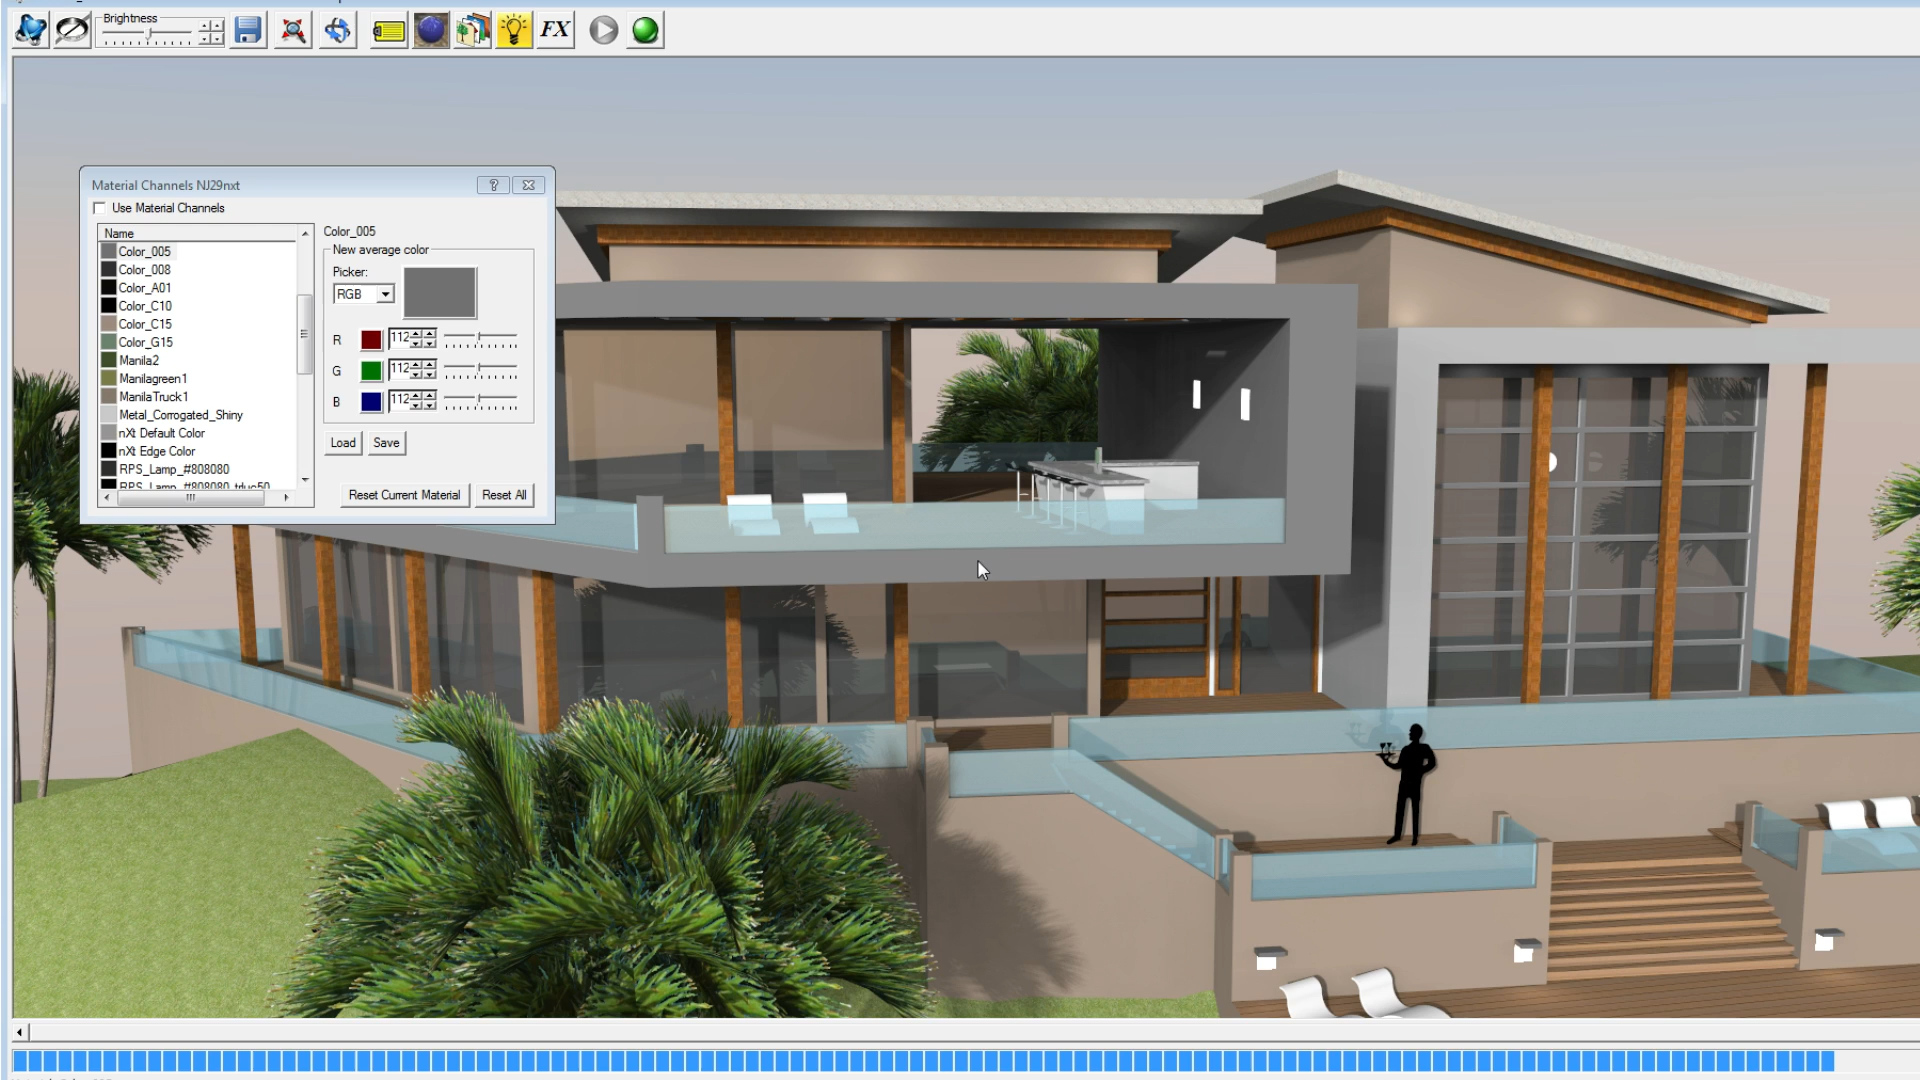 Brightness
FX
Material Channels NJ29nxt
?
Use Material Channels
Name
Color_005
Color_008
Color_A01
Color_C10
Color_C15
Color_G15
Manila2
Manilagreen1
ManilaTruck1
Metal_Corrogated_Shiny
nXt Default Color
nXt Edge Color
RPS_Lamp_#808080
RPS_Lamp_#808080_trluc50
Color_005
New average color
Picker:
RGB
R 112
G 112
B 112
Load Save
Reset Current Material Reset All